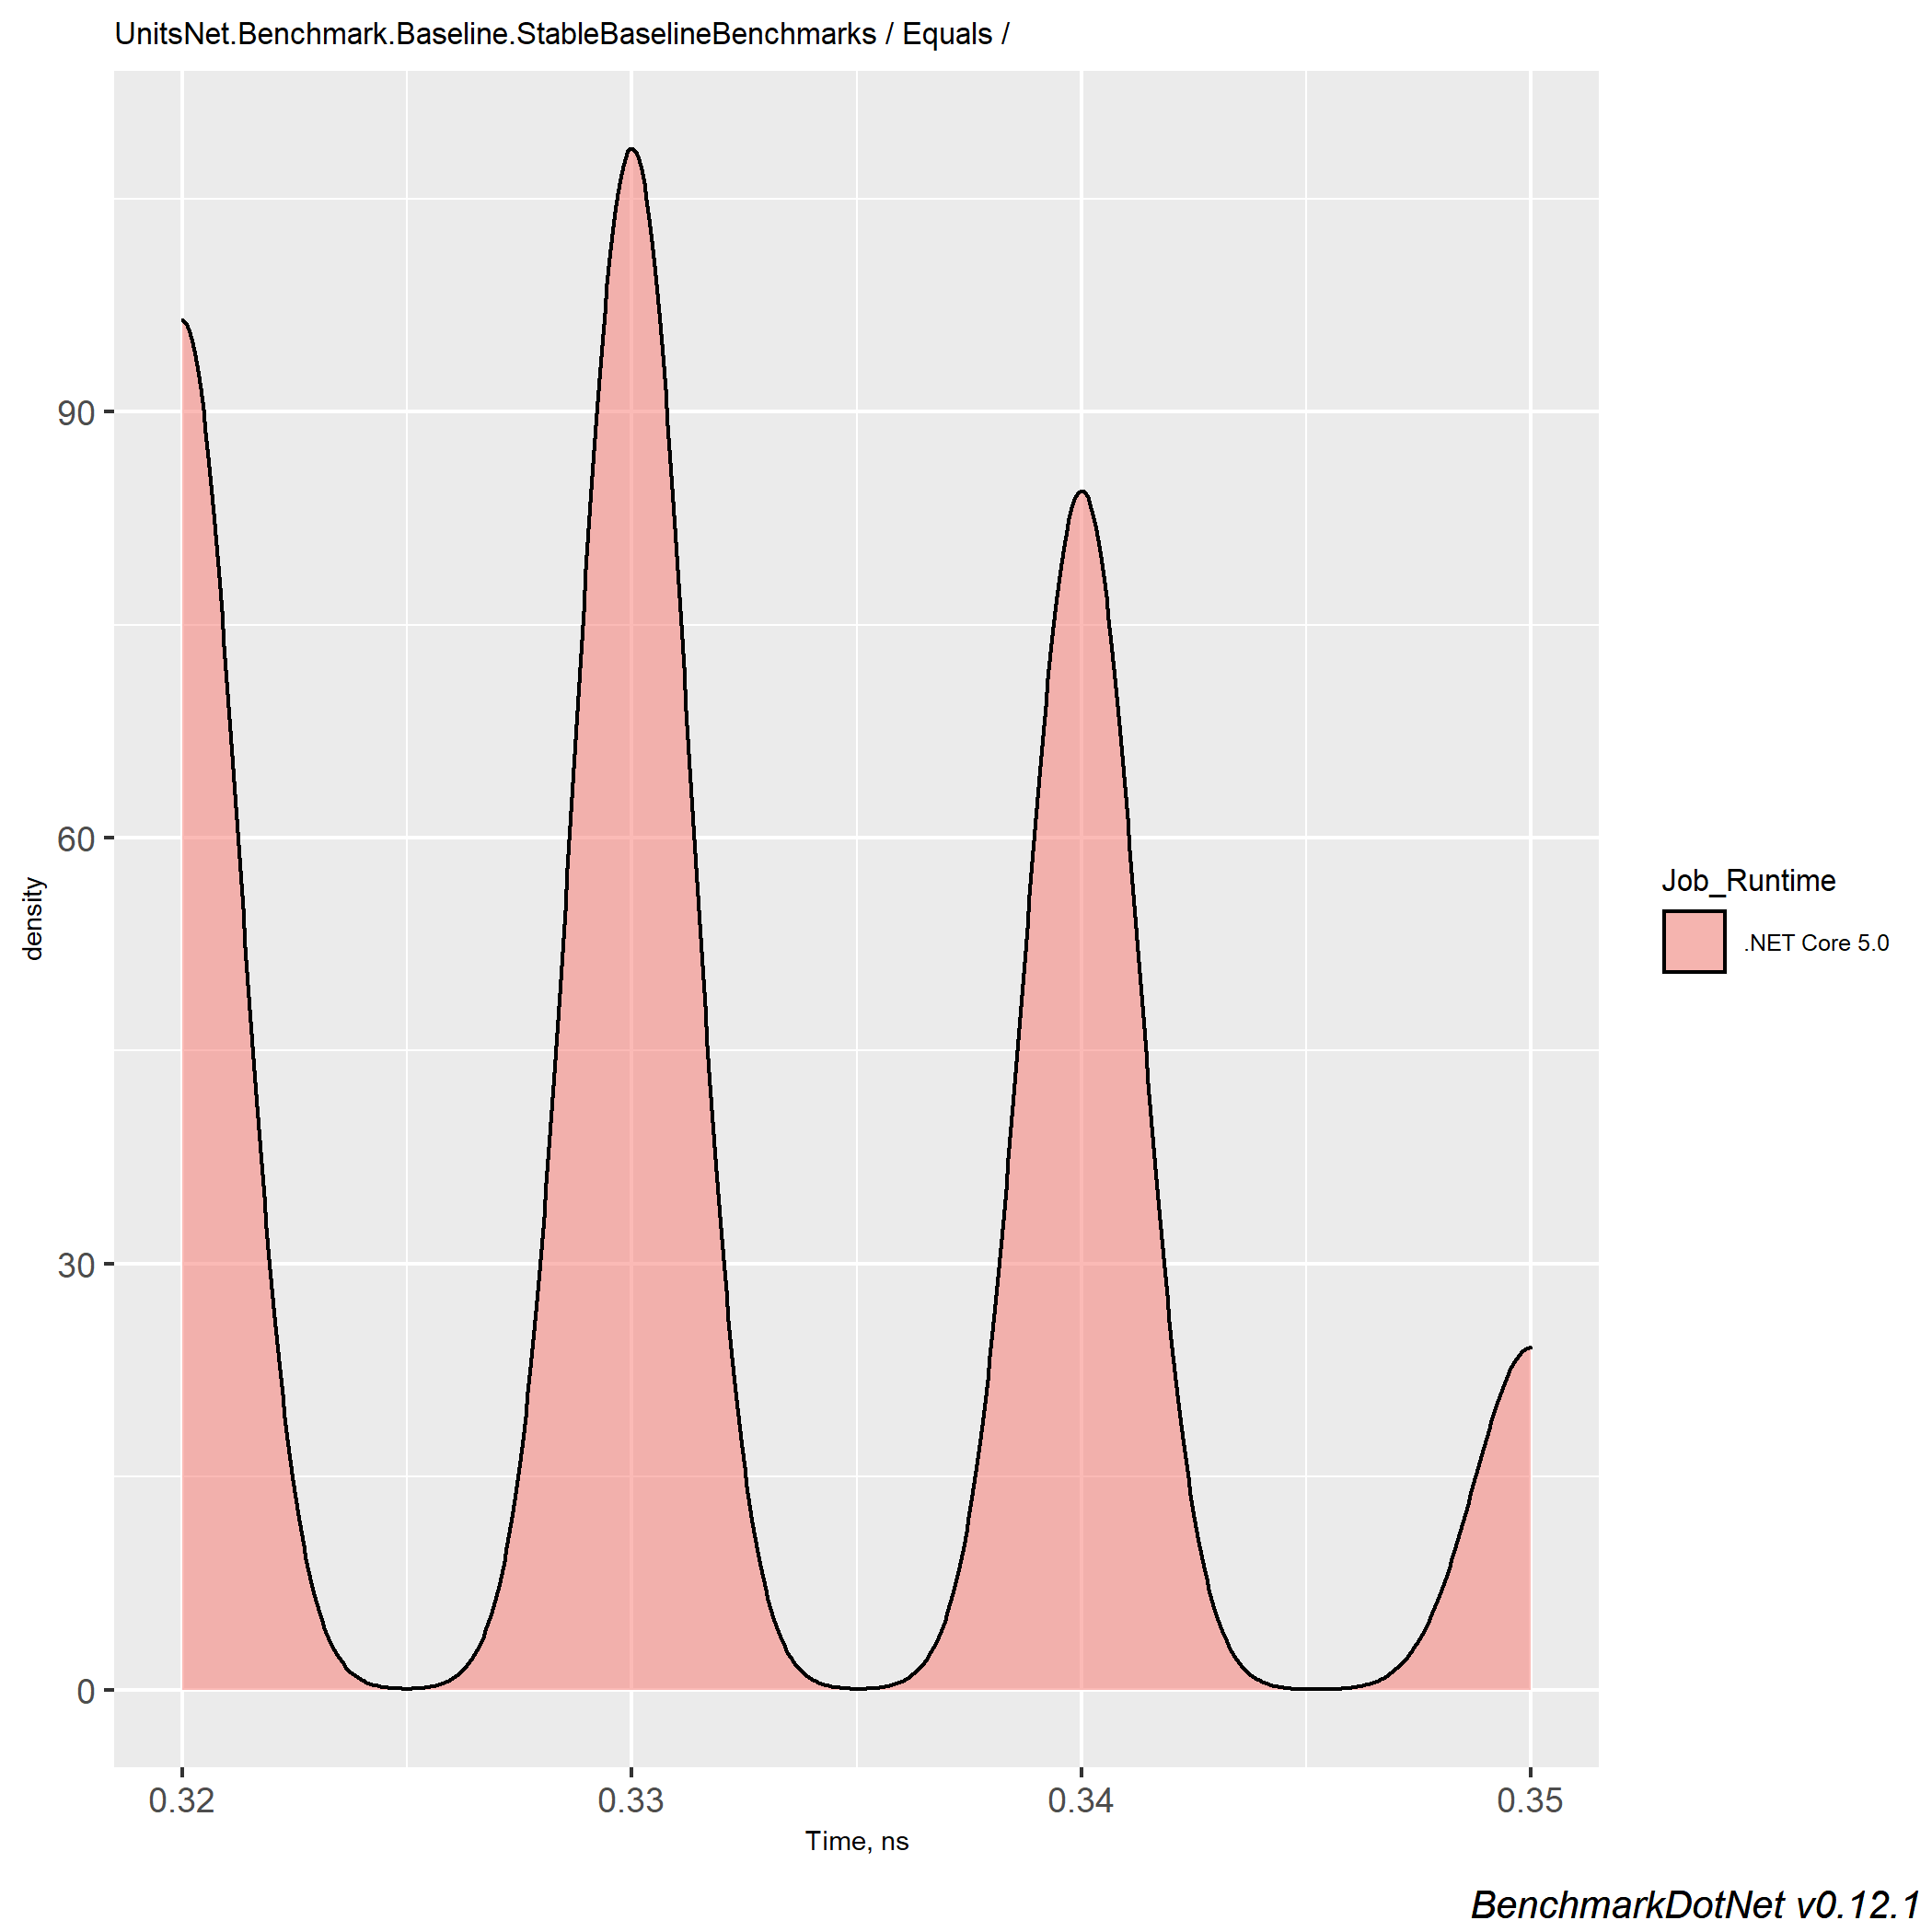 UnitsNet.Benchmark.Baseline.StableBaselineBenchmarks / Equals /
90
60
30
0
density
0.32 0.33 0.34 0.35
Time, ns
Job_Runtime
.NET Core 5.0
BenchmarkDotNet v0.12.1